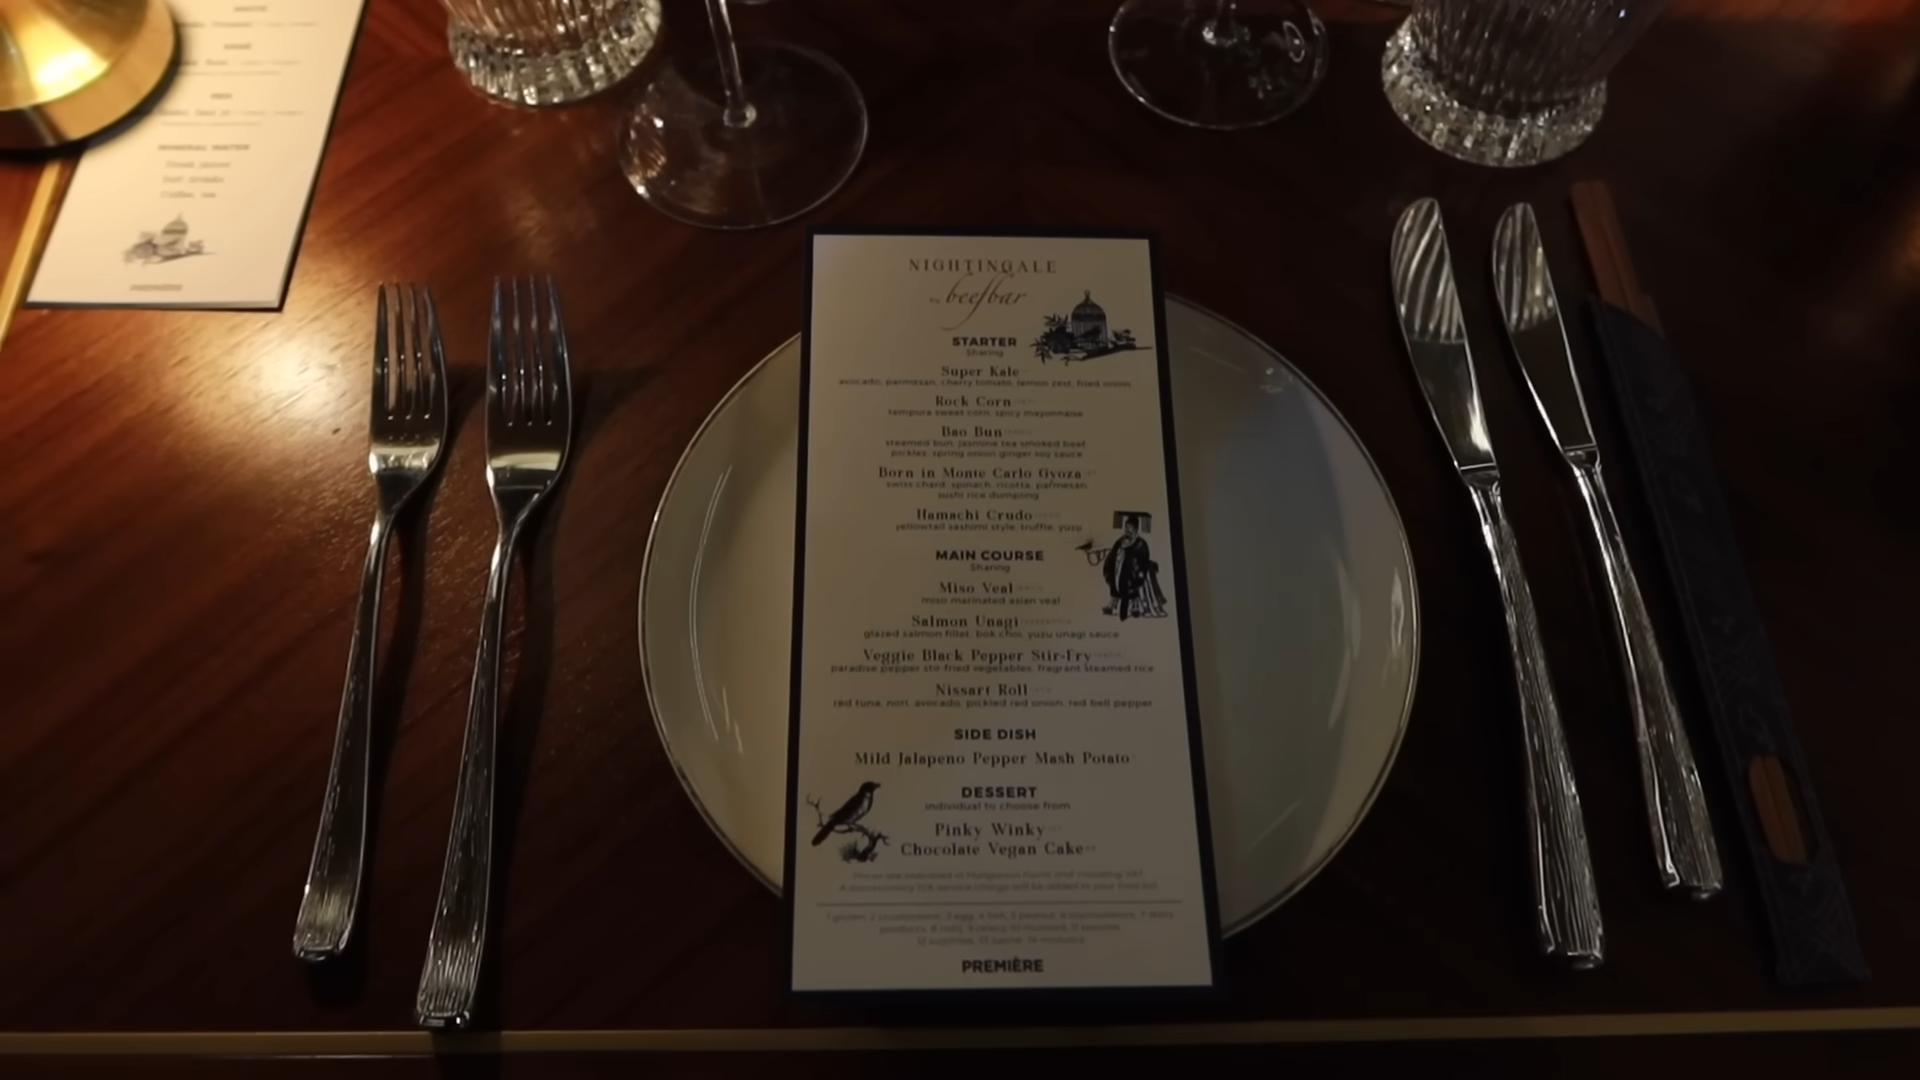 MINERAL WATER
NIGHTINGALE
by beefbar
STARTER
Sharing
Super Kale
avocado, parmesan, cherry tomato, lemon zest, fried onion
Rock Corn
tempura sweet corn, spicy mayonnaise
Bao Bun
steamed bun, jasmine tea smoked beef
pickles, spring onion ginger soy sauce
Born in Monte Carlo Gyoza
swiss chard, spinach, ricotta, parmesan,
sushi rice dumpling
Hamachi Crudo
yellowtail sashimi style, truffle, yuzu
MAIN COURSE
Sharing
Miso Veal
miso marinated asian veal
Salmon Unagi
glazed salmon fillet, bok choi, yuzu unagi sauce
Veggie Black Pepper Stir-Fry
paradise pepper stir-fried vegetables, fragrant steamed rice
Nissart Roll
red tuna, nori, avocado, pickled red onion, red bell pepper
SIDE DISH
Mild Jalapeno Pepper Mash Potato
DESSERT
individual to choose from
Pinky Winky
Chocolate Vegan Cake
PREMIÈRE